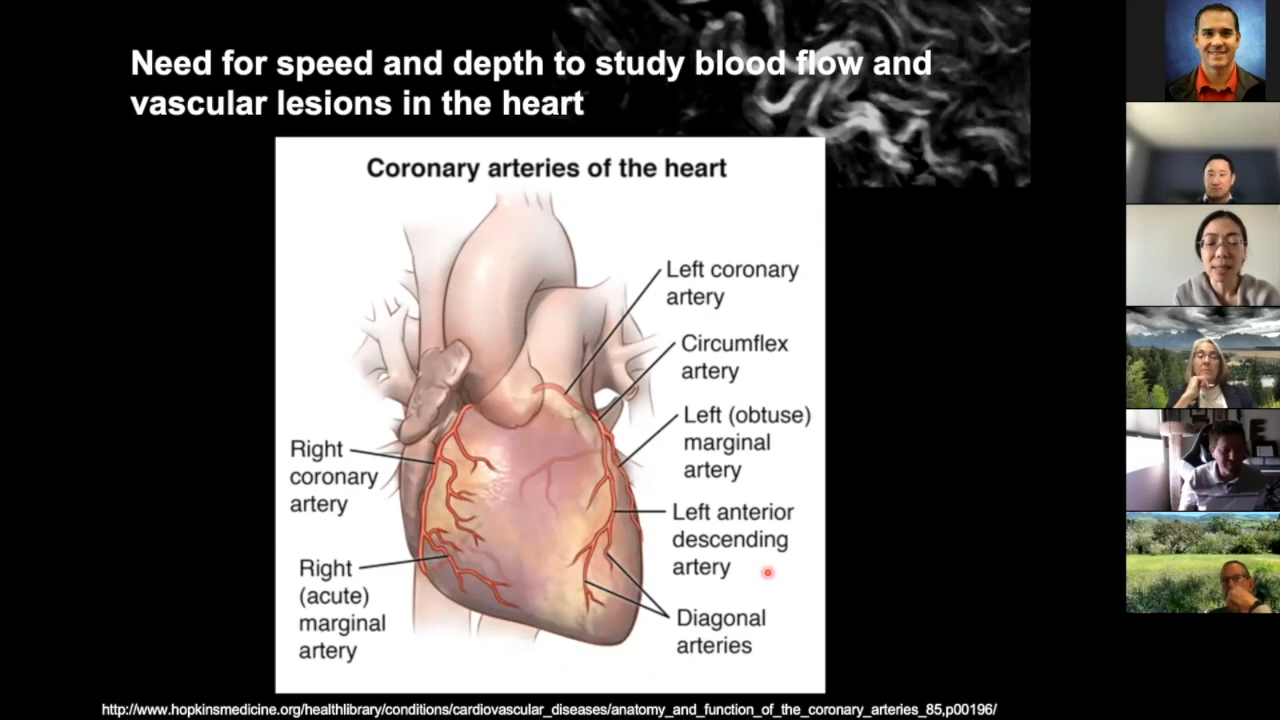 Need for speed and depth to study blood flow and
vascular lesions in the heart
Coronary arteries of the heart
Left coronary
artery
Circumflex
artery
Left (obtuse)
marginal
artery
Right
coronary
artery
Left anterior
descending
artery
Right
(acute)
marginal
artery
Diagonal
arteries
http://www.hopkinsmedicine.org/healthlibrary/conditions/cardiovascular_diseases/anatomy_and_function_of_the_coronary_arteries_85,p00196/